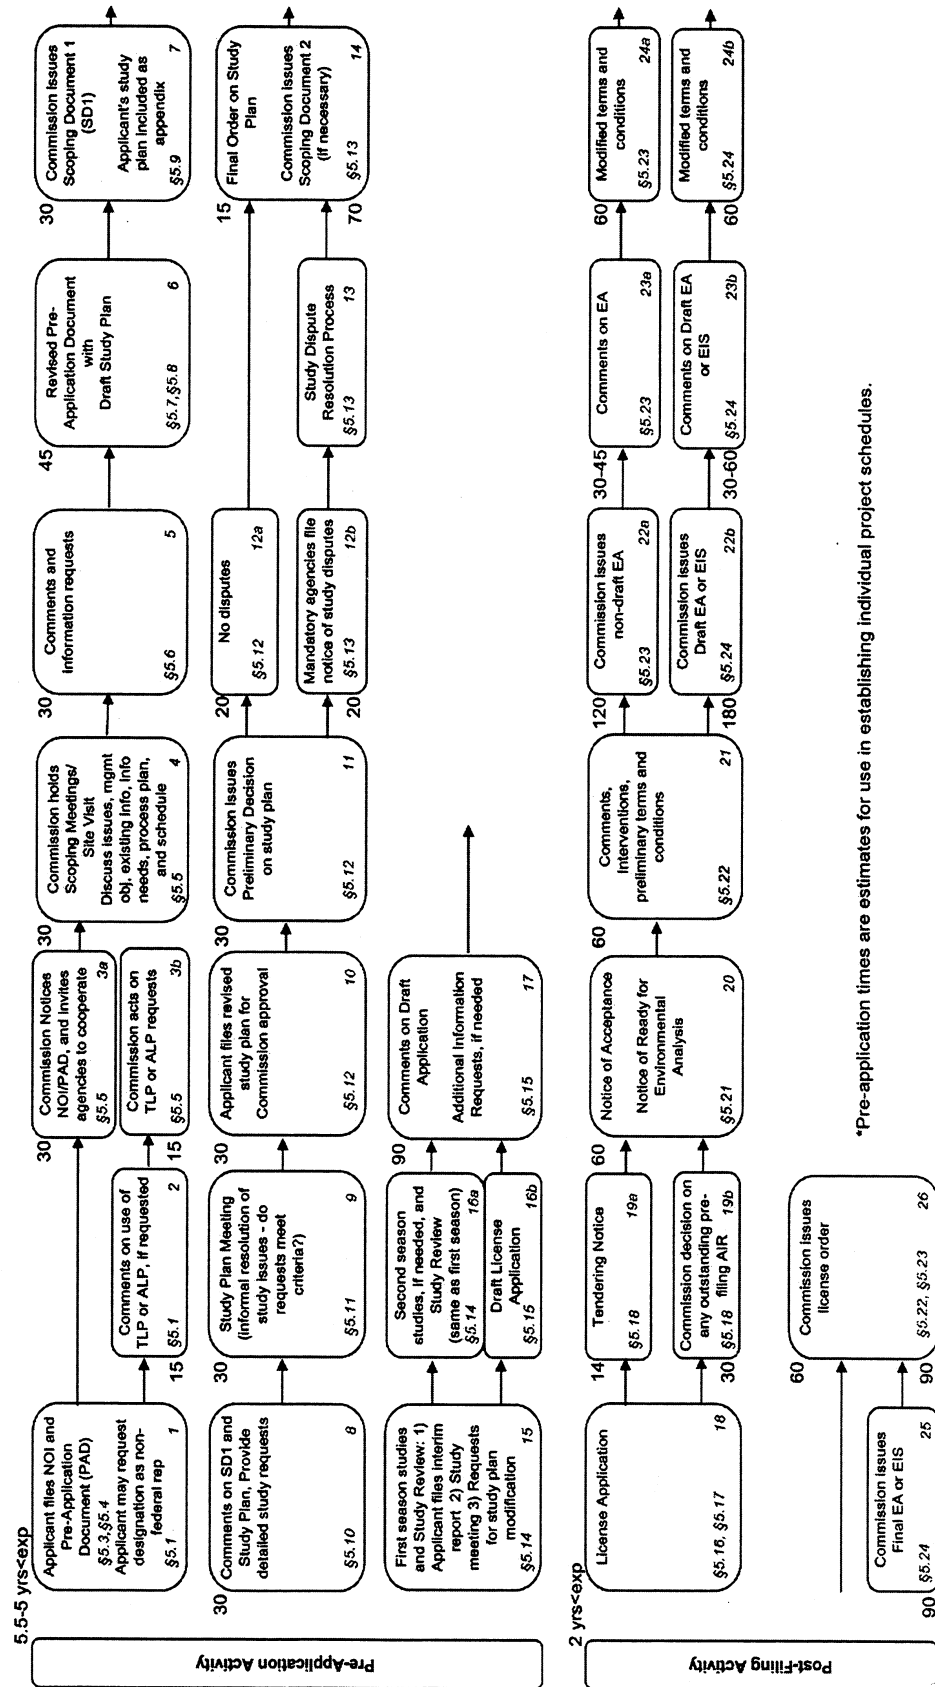 Pre-Application Activity
5.5-5 yrs<exp
Applicant files NOI and
Pre-Application
Document (PAD)
§5.3,§5.4
Applicant may request
designation as non-
federal rep
§5.1
1
15
Comments on use of
TLP or ALP, if requested
§5.1
2
30
Commission Notices
NOI/PAD, and Invites
agencies to cooperate
§5.5
3a
15
Commission acts on
TLP or ALP requests
§5.5
3b
30
Commission holds
Scoping Meetings/
Site Visit
Discuss issues, mgmt
obj, existing info, info
needs, process plan,
and schedule
§5.5
4
30
Comments and
information requests
§5.6
5
45
Revised Pre-
Application Document
with
Draft Study Plan
§5.7,§5.8
6
30
Commission issues
Scoping Document 1
(SD1)
Applicant's study
plan included as
appendix
§5.9
7
30
Comments on SD1 and
Study Plan, Provide
detailed study requests
§5.10
8
30
Study Plan Meeting
(informal resolution of
study issues - do
requests meet
criteria?)
§5.11
9
30
Applicant files revised
study plan for
Commission approval
§5.12
10
30
Commission issues
Preliminary Decision
on study plan
§5.12
11
20
No disputes
§5.12
12a
20
Mandatory agencies file
notice of study disputes
§5.13
12b
Study Dispute
Resolution Process
§5.13
13
15
70
Final Order on Study
Plan
Commission issues
Scoping Document 2
(if necessary)
§5.13
14
First season studies
and Study Review: 1)
Applicant files interim
report 2) Study
meeting 3) Requests
for study plan
modification
§5.14
15
Second season
studies, if needed, and
Study Review
(same as first season)
§5.14
16a
Draft License
Application
§5.15
16b
90
Comments on Draft
Application
Additional Information
Requests, if needed
§5.15
17
Post-Filing Activity
2 yrs<exp
License Application
§5.16, §5.17
18
14
Tendering Notice
§5.18
19a
30
Commission decision on
any outstanding pre-
filing AIR
§5.18
19b
60
Notice of Acceptance
Notice of Ready for
Environmental
Analysis
§5.21
20
60
Comments,
Interventions,
preliminary terms and
conditions
§5.22
21
120
Commission issues
non-draft EA
§5.23
22a
180
Commission issues
Draft EA or EIS
§5.24
22b
30-45
Comments on EA
§5.23
23a
30-60
Comments on Draft EA
or EIS
§5.24
23b
60
Modified terms and
conditions
§5.23
24a
60
Modified terms and
conditions
§5.24
24b
90
Commission issues
Final EA or EIS
§5.24
25
60
90
Commission issues
license order
§5.22, §5.23
26
*Pre-application times are estimates for use in establishing individual project schedules.